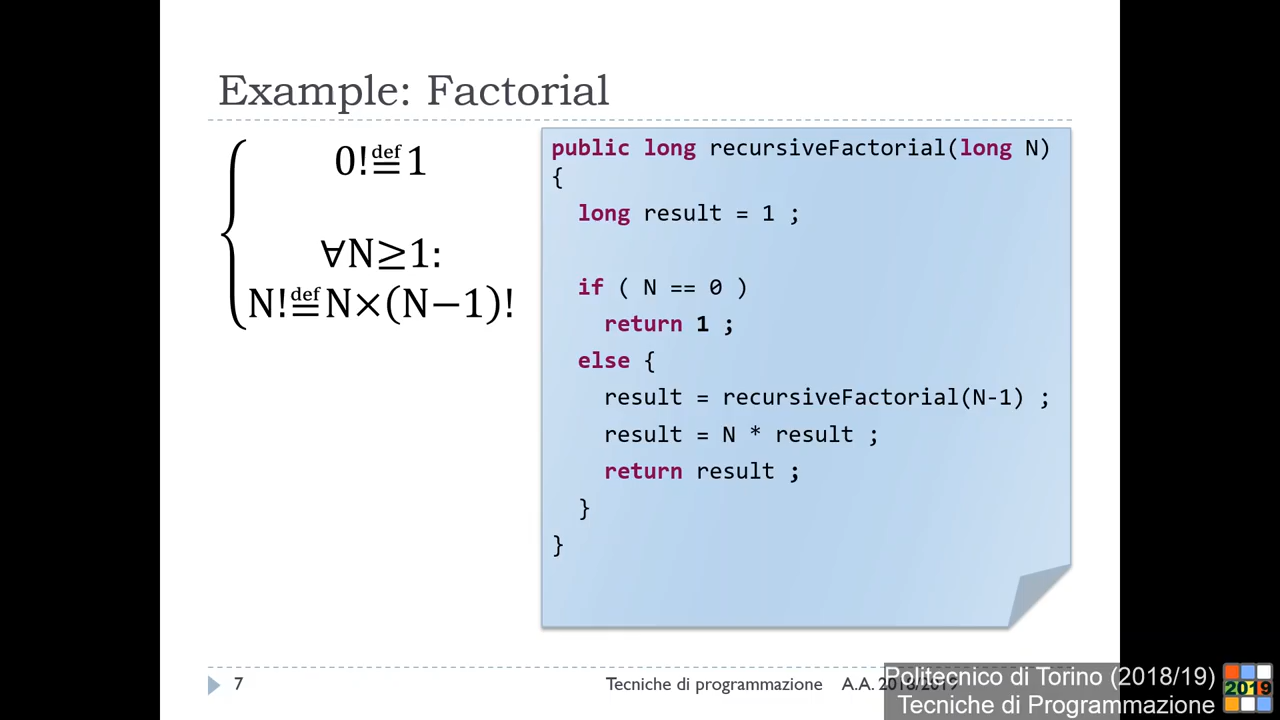 Example: Factorial
0!≝1
∀N≥1:
N!≝N×(N−1)!
public long recursiveFactorial(long N)
{
long result = 1 ;
if ( N == 0 )
return 1 ;
else {
result = recursiveFactorial(N-1) ;
result = N * result ;
return result ;
}
}
7
Tecniche di programmazione A.A. 2018/2019
Politecnico di Torino (2018/19)
Tecniche di Programmazione
2019